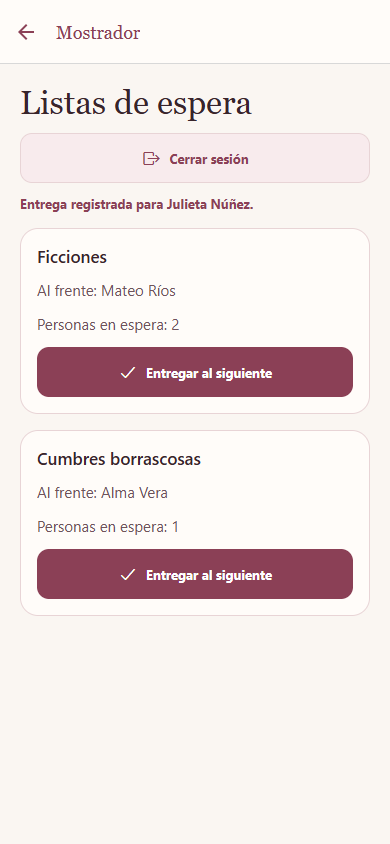 Mostrador
Listas de espera
Cerrar sesión
Entrega registrada para Julieta Núñez.
Ficciones
Al frente: Mateo Ríos
Personas en espera: 2
Entregar al siguiente
Cumbres borrascosas
Al frente: Alma Vera
Personas en espera: 1
Entregar al siguiente